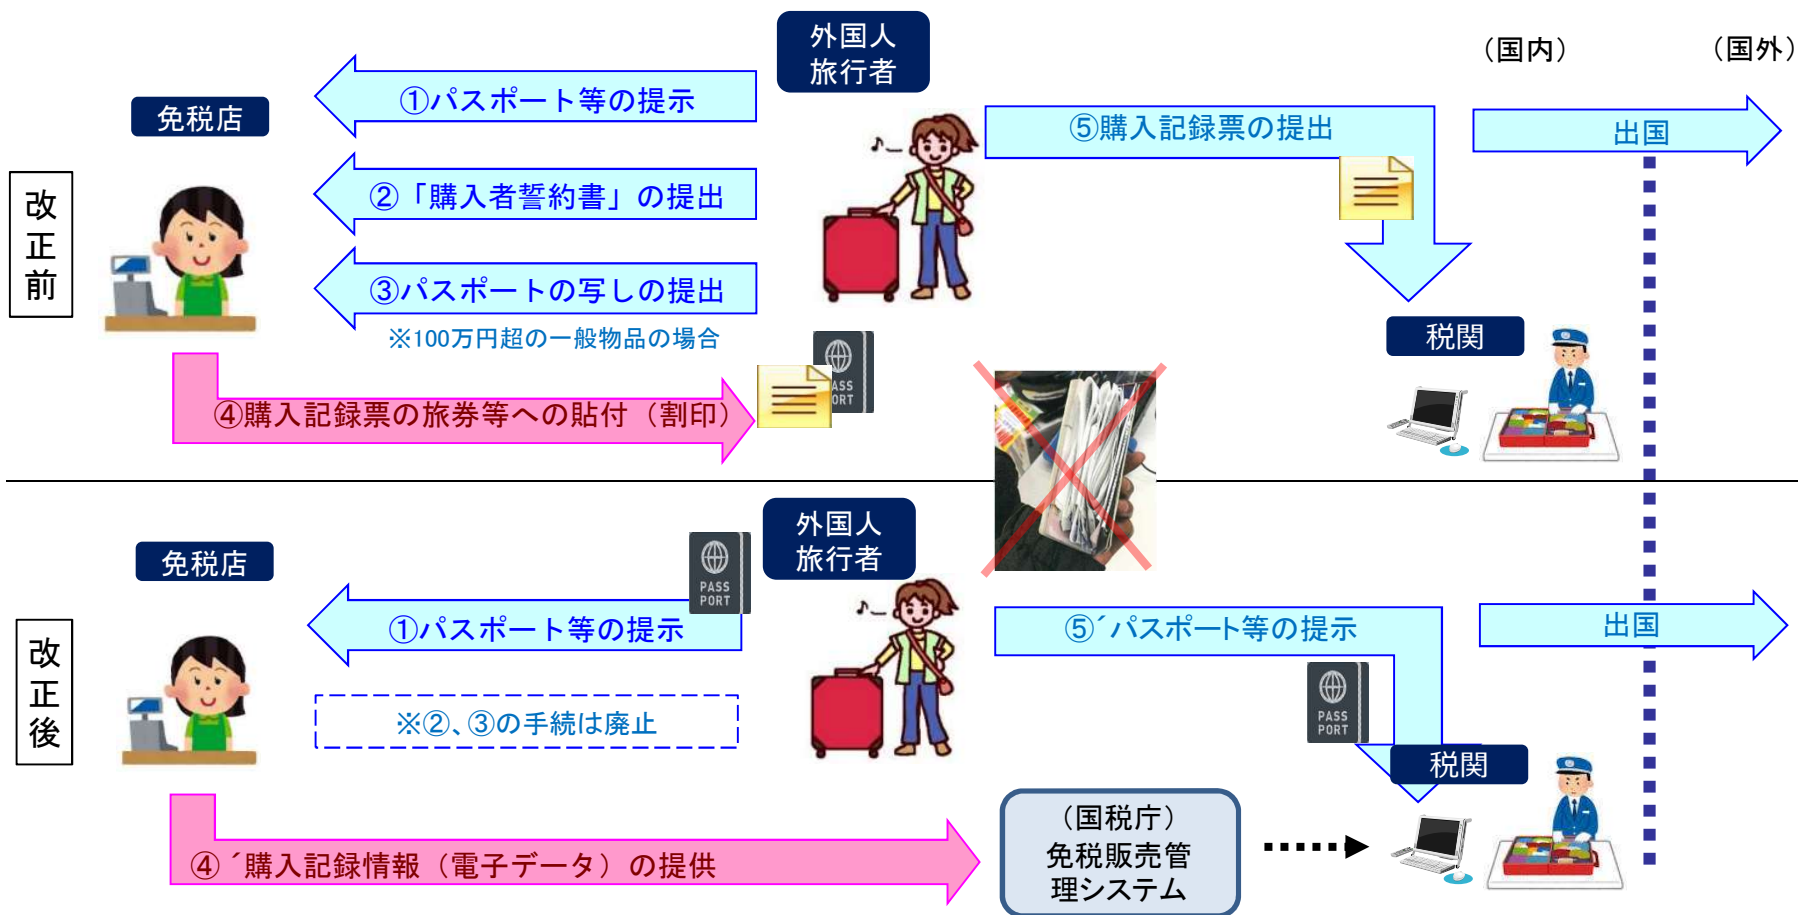 外国人
旅行者
（国内）
（国外）
免税店
①パスポート等の提示
⑤購入記録票の提出
出国
改正前
②「購入者誓約書」の提出
③パスポートの写しの提出
※100万円超の一般物品の場合
税関
PASS
PORT
④購入記録票の旅券等への貼付（割印）
外国人
旅行者
免税店
PASS
PORT
①パスポート等の提示
⑤´パスポート等の提示
出国
改正後
※②、③の手続は廃止
PASS
PORT
税関
（国税庁）
免税販売管
理システム
④´購入記録情報（電子データ）の提供